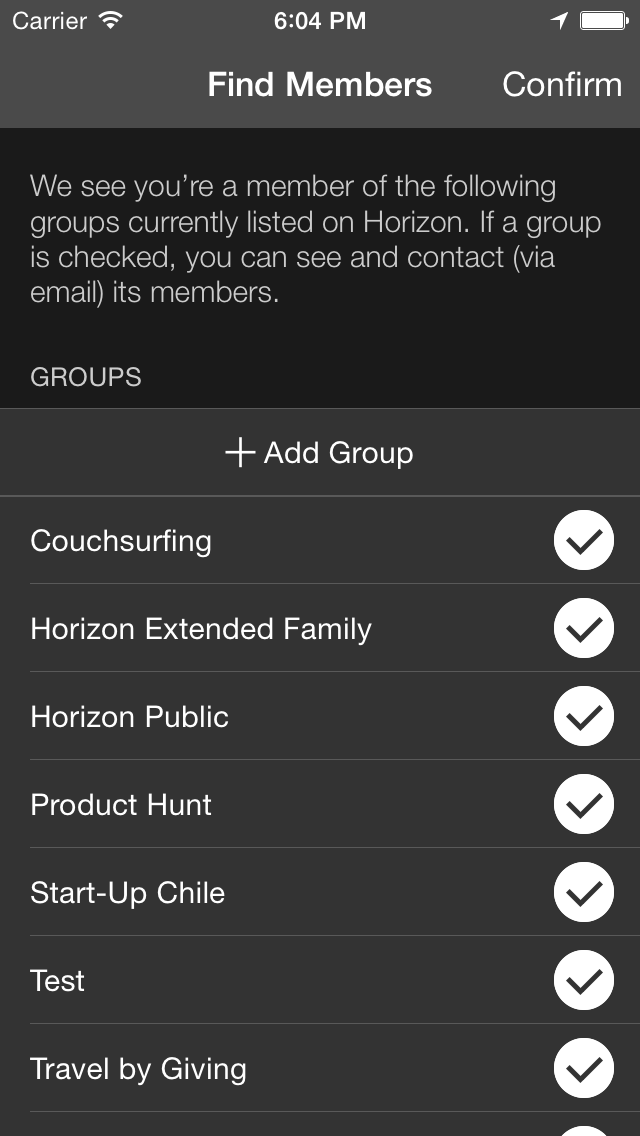 Carrier 6:04 PM
Find Members Confirm
We see you’re a member of the following
groups currently listed on Horizon. If a group
is checked, you can see and contact (via
email) its members.
GROUPS
Add Group
Couchsurfing
Horizon Extended Family
Horizon Public
Product Hunt
Start-Up Chile
Test
Travel by Giving